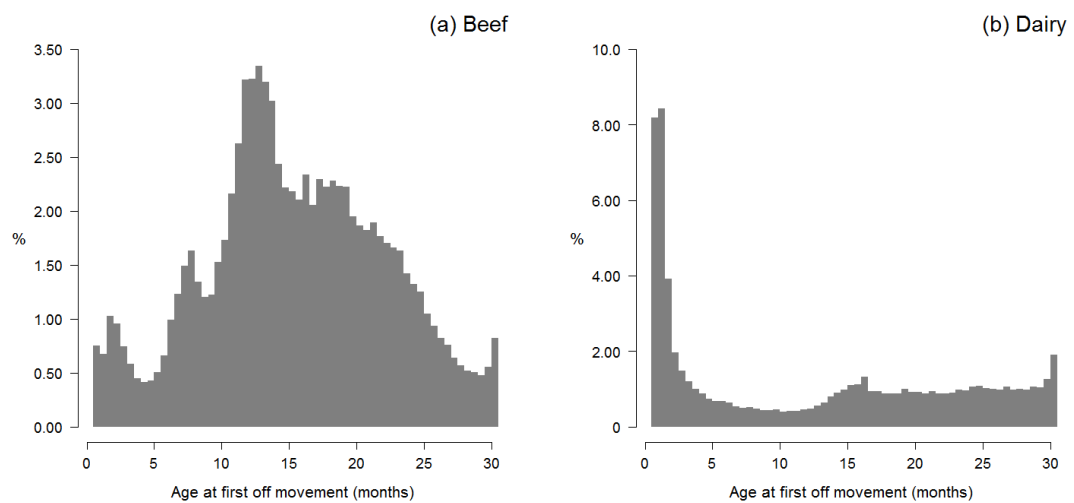 (a) Beef
3.50
3.00
2.50
2.00
1.50
1.00
0.50
0.00
%
0 5 10 15 20 25 30
Age at first off movement (months)
(b) Dairy
10.0
8.00
6.00
4.00
2.00
0
%
0 5 10 15 20 25 30
Age at first off movement (months)